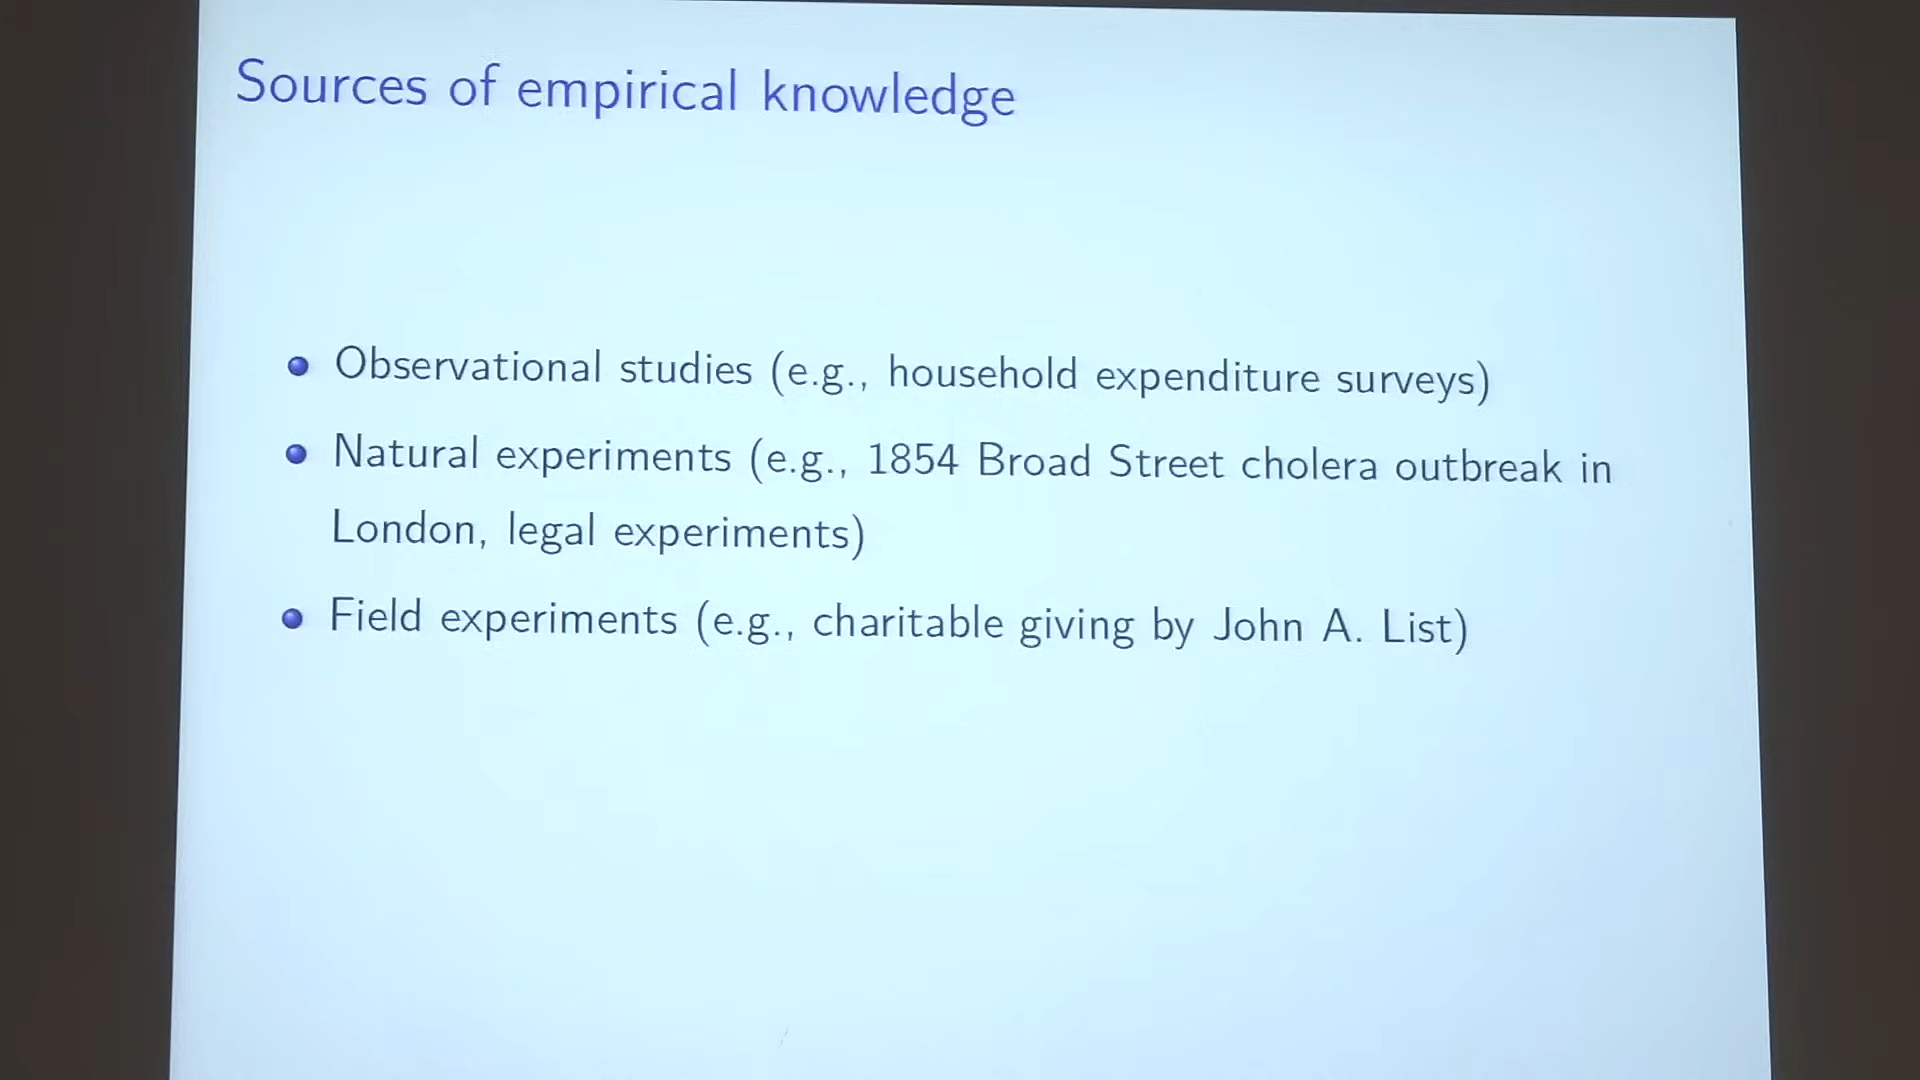 Sources of empirical knowledge
Observational studies (e.g., household expenditure surveys)
Natural experiments (e.g., 1854 Broad Street cholera outbreak in
London, legal experiments)
Field experiments (e.g., charitable giving by John A. List)